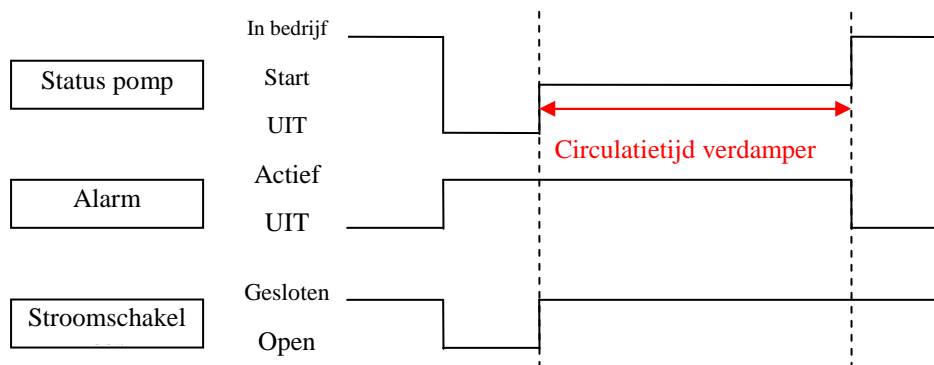 In bedrijf
Status pomp
Start
UIT
Circulatietijd verdamper
Alarm
Actief
UIT
Gesloten
Stroomschakel
Open